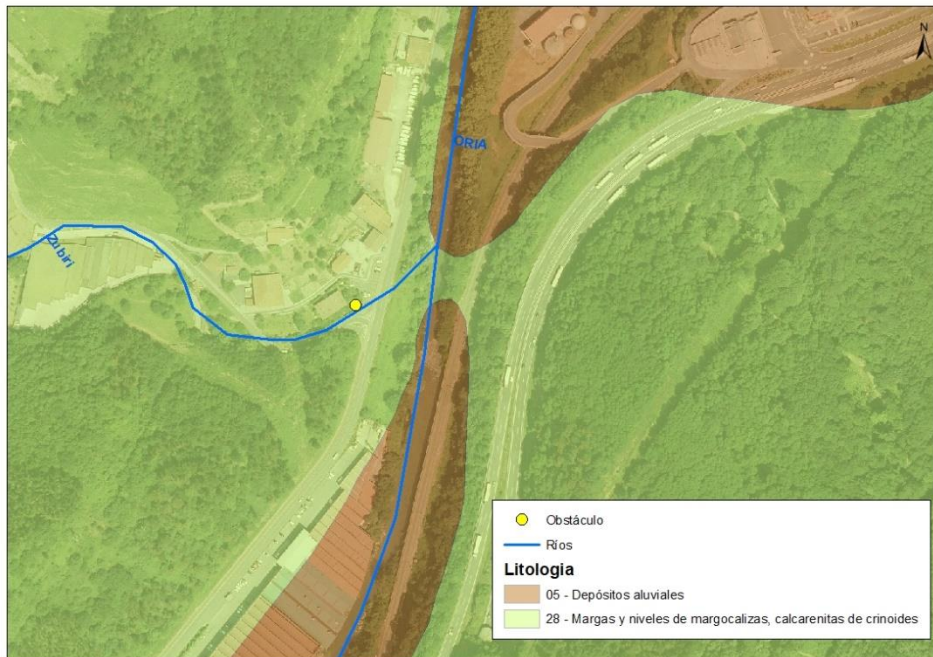 N
ORIA
Zubiri
Obstáculo
Ríos
Litologia
05 - Depósitos aluviales
28 - Margas y niveles de margocalizas, calcarenitas de crinoides